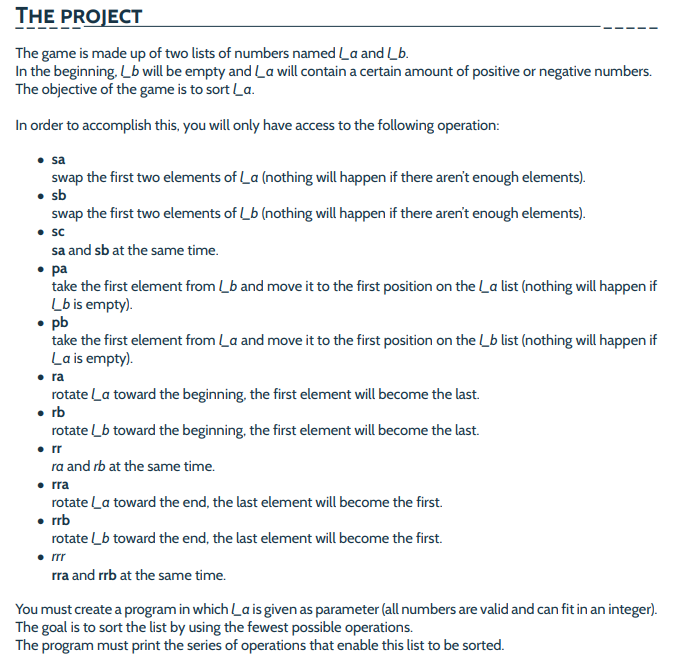 THE PROJECT
The game is made up of two lists of numbers named l_a and l_b.
In the beginning, l_b will be empty and l_a will contain a certain amount of positive or negative numbers.
The objective of the game is to sort l_a.
In order to accomplish this, you will only have access to the following operation:
• sa
swap the first two elements of l_a (nothing will happen if there aren't enough elements).
• sb
swap the first two elements of l_b (nothing will happen if there aren't enough elements).
• sc
sa and sb at the same time.
• pa
take the first element from l_b and move it to the first position on the l_a list (nothing will happen if
l_b is empty).
• pb
take the first element from l_a and move it to the first position on the l_b list (nothing will happen if
l_a is empty).
• ra
rotate l_a toward the beginning, the first element will become the last.
• rb
rotate l_b toward the beginning, the first element will become the last.
• rr
ra and rb at the same time.
• rra
rotate l_a toward the end, the last element will become the first.
• rrb
rotate l_b toward the end, the last element will become the first.
• rrr
rra and rrb at the same time.
You must create a program in which l_a is given as parameter (all numbers are valid and can fit in an integer).
The goal is to sort the list by using the fewest possible operations.
The program must print the series of operations that enable this list to be sorted.